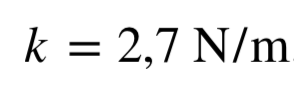 k = 2,7 N/m